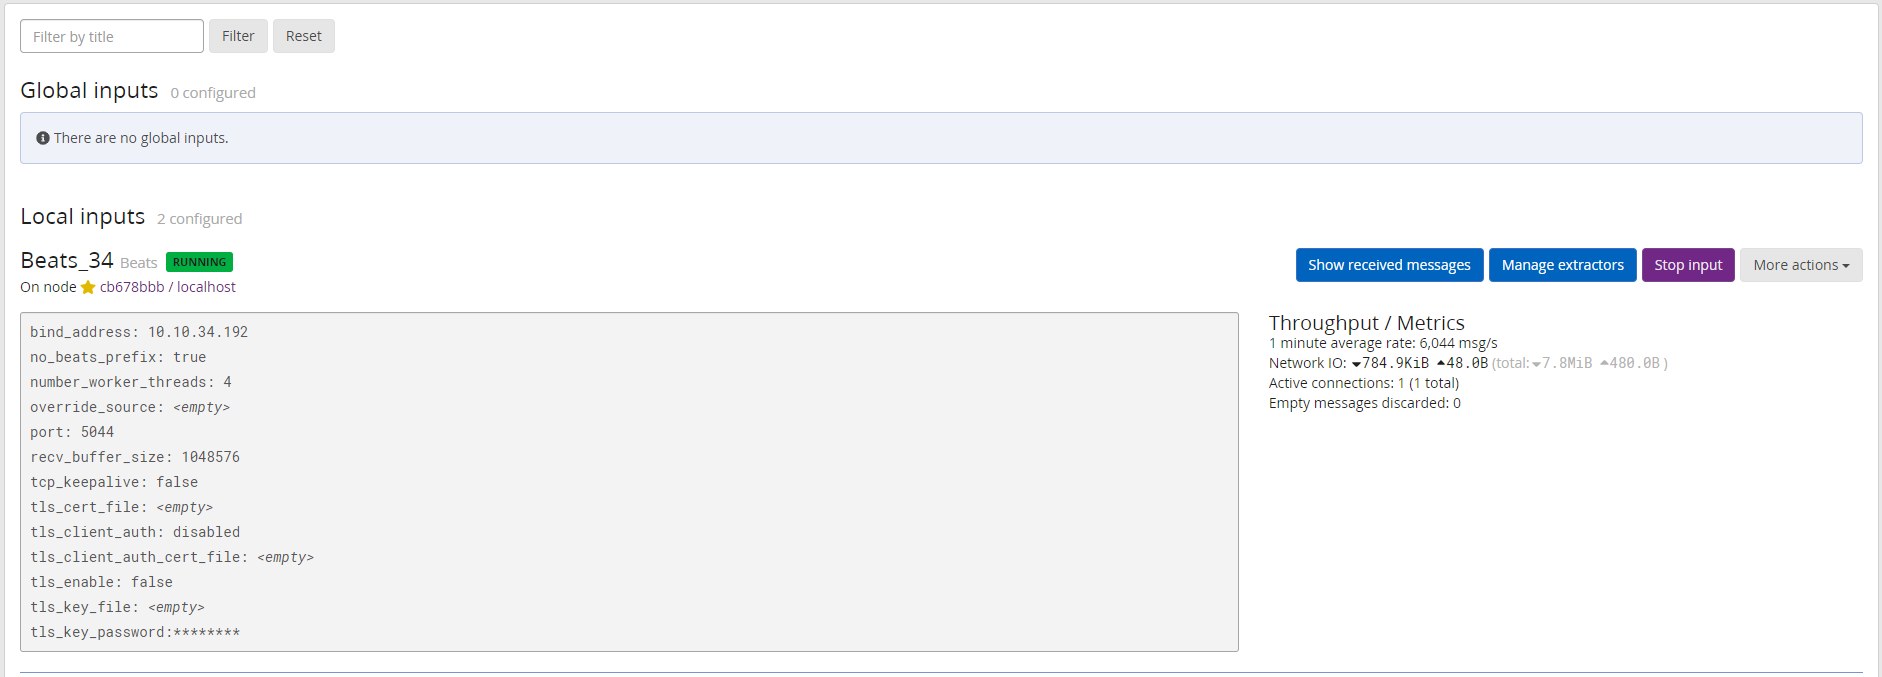 Filter by title Filter Reset
Global inputs 0 configured
There are no global inputs.
Local inputs 2 configured
Beats_34 Beats RUNNING
On node cb678bbb / localhost
Show received messages Manage extractors Stop input More actions
bind_address: 10.10.34.192
no_beats_prefix: true
number_worker_threads: 4
override_source: <empty>
port: 5044
recv_buffer_size: 1048576
tcp_keepalive: false
tls_cert_file: <empty>
tls_client_auth: disabled
tls_client_auth_cert_file: <empty>
tls_enable: false
tls_key_file: <empty>
tls_key_password:********
Throughput / Metrics
1 minute average rate: 6,044 msg/s
Network IO: 784.9KiB 48.0B (total: 7.8MiB 480.0B )
Active connections: 1 (1 total)
Empty messages discarded: 0